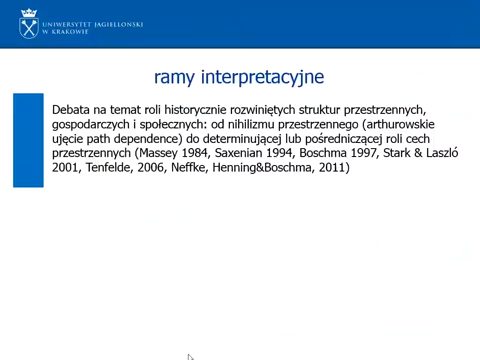 UNIWERSYTET JAGIELLOŃSKI
W KRAKOWIE
ramy interpretacyjne
Debata na temat roli historycznie rozwiniętych struktur przestrzennych,
gospodarczych i społecznych: od nihilizmu przestrzennego (arthurowskie
ujęcie path dependence) do determinującej lub pośredniczącej roli cech
przestrzennych (Massey 1984, Saxenian 1994, Boschma 1997, Stark & Laszló
2001, Tenfelde, 2006, Neffke, Henning&Boschma, 2011)